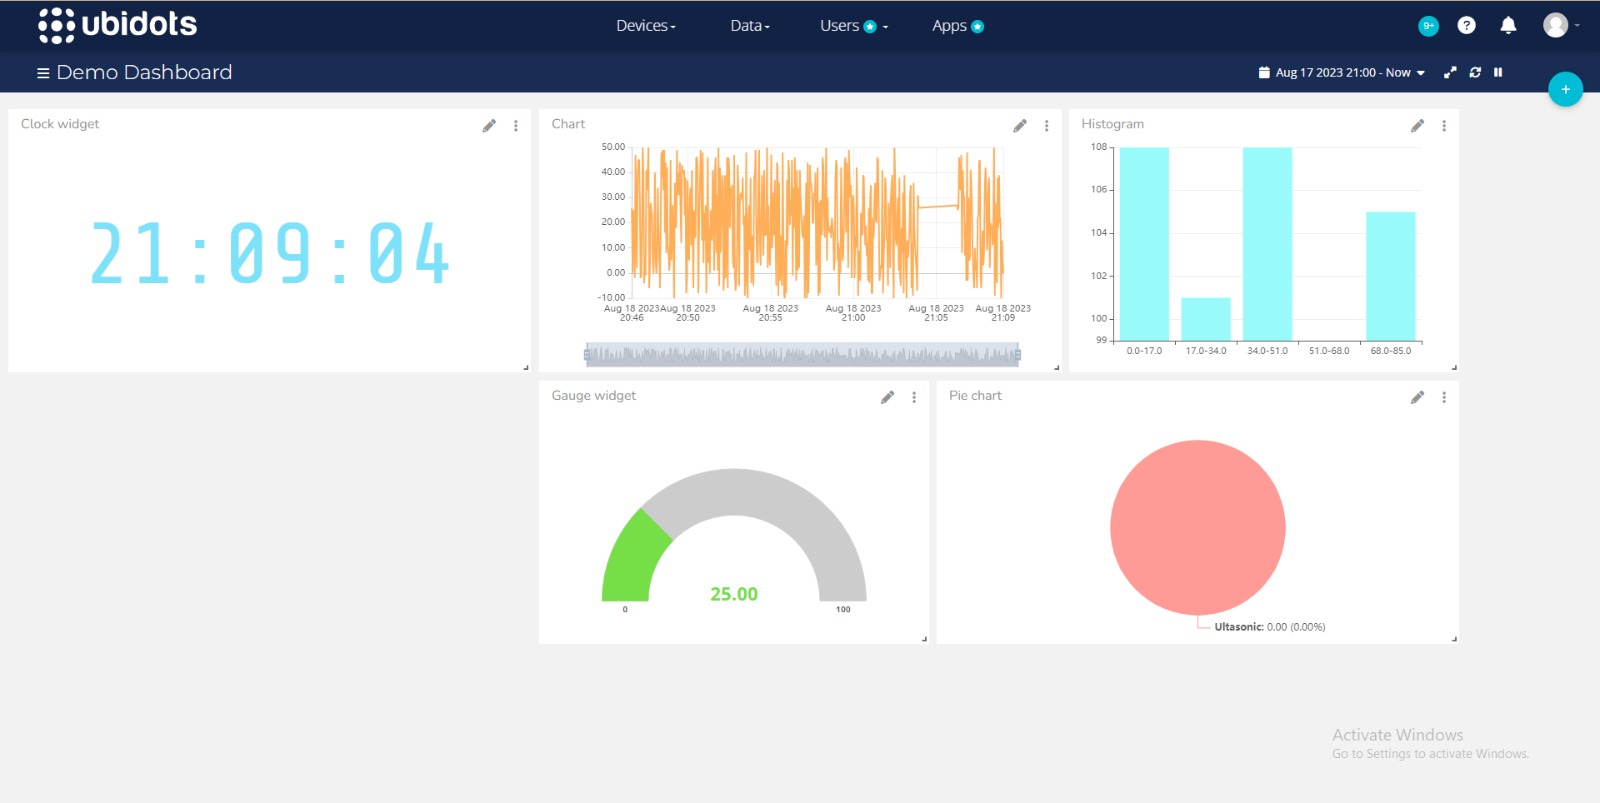 ubidots
Devices
Data
Users
Apps
9+
?
Demo Dashboard
Aug 17 2023 21:00 - Now
+
Clock widget
21:09:04
Chart
50.00
40.00
30.00
20.00
10.00
0.00
-10.00
Aug 18 2023 Aug 18 2023 Aug 18 2023 Aug 18 2023 Aug 18 2023 Aug 18 2023
20:46 20:50 20:55 21:00 21:05 21:09
Histogram
108
106
104
102
100
99
0.0-17.0 17.0-34.0 34.0-51.0 51.0-68.0 68.0-85.0
Gauge widget
25.00
0 100
Pie chart
Ultasonic: 0.00 (0.00%)
Activate Windows
Go to Settings to activate Windows.